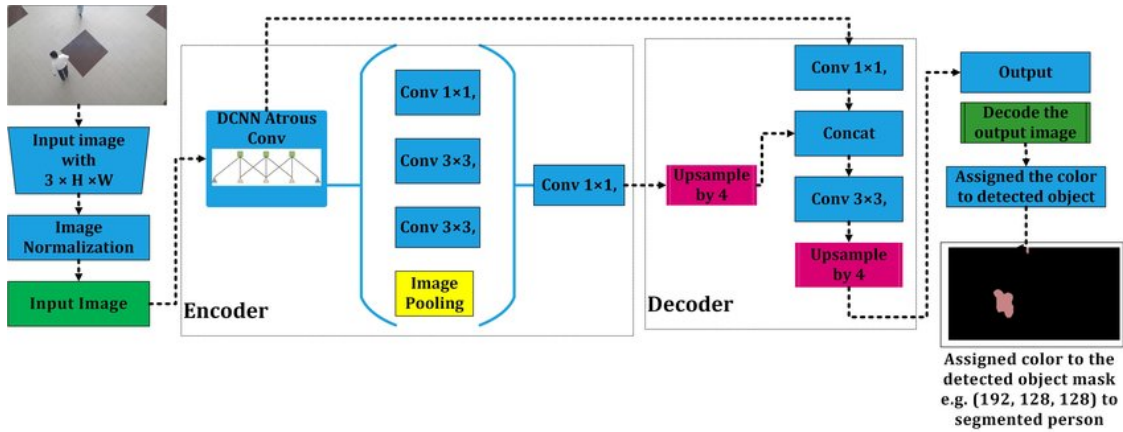 Input image
with
3 × H ×W
Image
Normalization
Input Image
Encoder
DCNN Atrous
Conv
Conv 1×1,
Conv 3×3,
Conv 3×3,
Image
Pooling
Conv 1×1,
Decoder
Upsample
by 4
Conv 1×1,
Concat
Conv 3×3,
Upsample
by 4
Output
Decode the
output image
Assigned the color
to detected object
Assigned color to the
detected object mask
e.g. (192, 128, 128) to
segmented person